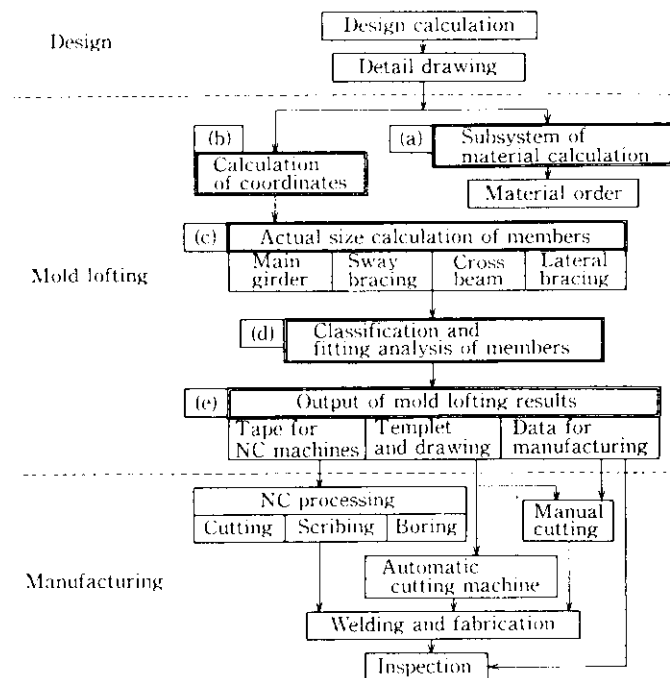 Design
Design calculation
Detail drawing
Mold lofting
(b)
Calculation
of coordinates
(a)
Subsystem of
material calculation
Material order
(c)
Actual size calculation of members
Main
girder
Sway
bracing
Cross
beam
Lateral
bracing
(d)
Classification and
fitting analysis of members
(e)
Output of mold lofting results
Tape for
NC machines
Templet
and drawing
Data for
manufacturing
Manufacturing
NC processing
Cutting
Scribing
Boring
Manual
cutting
Automatic
cutting machine
Welding and fabrication
Inspection